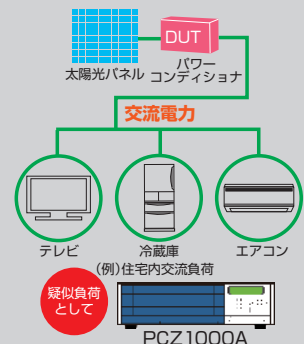 DUT
太陽光パネル
パワー
コンディショナ
交流電力
テレビ
冷蔵庫
エアコン
(例)住宅内交流負荷
疑似負荷
として
PCZ1000A